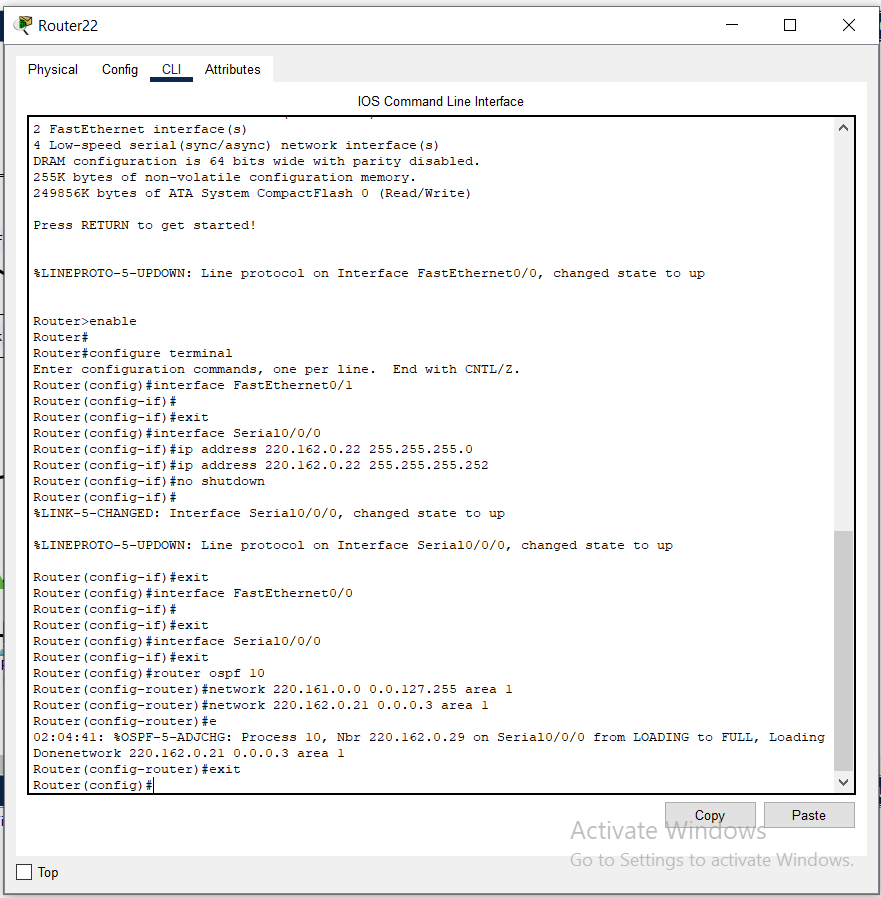 Router22
Physical Config CLI Attributes
IOS Command Line Interface
2 FastEthernet interface(s)
4 Low-speed serial(sync/async) network interface(s)
DRAM configuration is 64 bits wide with parity disabled.
255K bytes of non-volatile configuration memory.
249856K bytes of ATA System CompactFlash 0 (Read/Write)
Press RETURN to get started!
%LINEPROTO-5-UPDOWN: Line protocol on Interface FastEthernet0/0, changed state to up
Router>enable
Router#
Router#configure terminal
Enter configuration commands, one per line.  End with CNTL/Z.
Router(config)#interface FastEthernet0/1
Router(config-if)#
Router(config-if)#exit
Router(config)#interface Serial0/0/0
Router(config-if)#ip address 220.162.0.22 255.255.255.0
Router(config-if)#ip address 220.162.0.22 255.255.255.252
Router(config-if)#no shutdown
Router(config-if)#
%LINK-5-CHANGED: Interface Serial0/0/0, changed state to up
%LINEPROTO-5-UPDOWN: Line protocol on Interface Serial0/0/0, changed state to up
Router(config-if)#exit
Router(config)#interface FastEthernet0/0
Router(config-if)#
Router(config-if)#exit
Router(config)#interface Serial0/0/0
Router(config-if)#exit
Router(config)#router ospf 10
Router(config-router)#network 220.161.0.0 0.0.127.255 area 1
Router(config-router)#network 220.162.0.21 0.0.0.3 area 1
Router(config-router)#e
02:04:41: %OSPF-5-ADJCHG: Process 10, Nbr 220.162.0.29 on Serial0/0/0 from LOADING to FULL, Loading
Donenetwork 220.162.0.21 0.0.0.3 area 1
Router(config-router)#exit
Router(config)#
Copy Paste
Activate Windows
Go to Settings to activate Windows.
Top